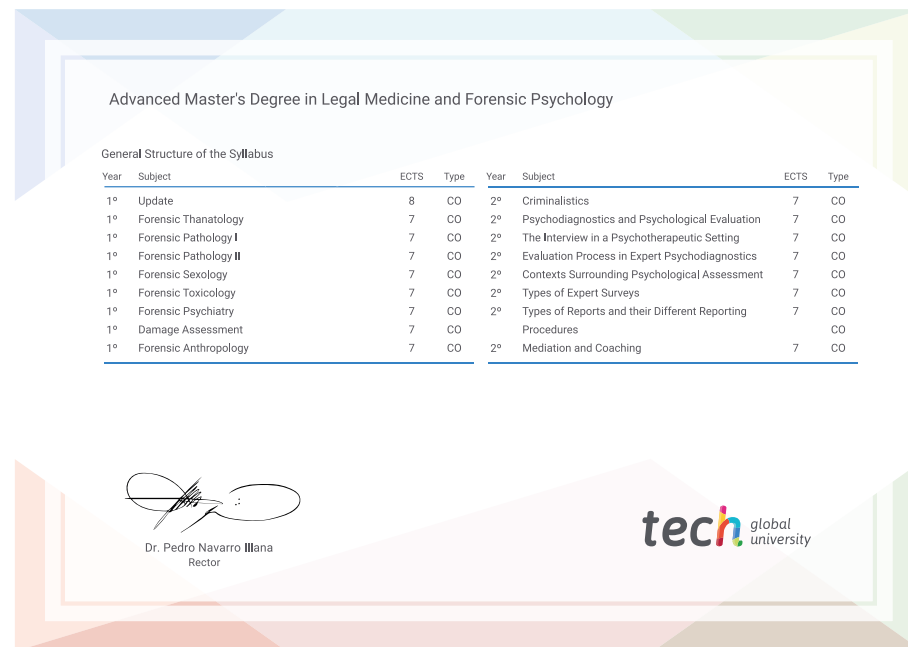 Advanced Master's Degree in Legal Medicine and Forensic Psychology
General Structure of the Syllabus
Year Subject ECTS Type
1º Update 8 CO
1º Forensic Thanatology 7 CO
1º Forensic Pathology I 7 CO
1º Forensic Pathology II 7 CO
1º Forensic Sexology 7 CO
1º Forensic Toxicology 7 CO
1º Forensic Psychiatry 7 CO
1º Damage Assessment 7 CO
1º Forensic Anthropology 7 CO
Year Subject ECTS Type
2º Criminalistics 7 CO
2º Psychodiagnostics and Psychological Evaluation 7 CO
2º The Interview in a Psychotherapeutic Setting 7 CO
2º Evaluation Process in Expert Psychodiagnostics 7 CO
2º Contexts Surrounding Psychological Assessment 7 CO
2º Types of Expert Surveys 7 CO
2º Types of Reports and their Different Reporting 7 CO
Procedures CO
2º Mediation and Coaching 7 CO
Dr. Pedro Navarro Illana
Rector
tech global
university